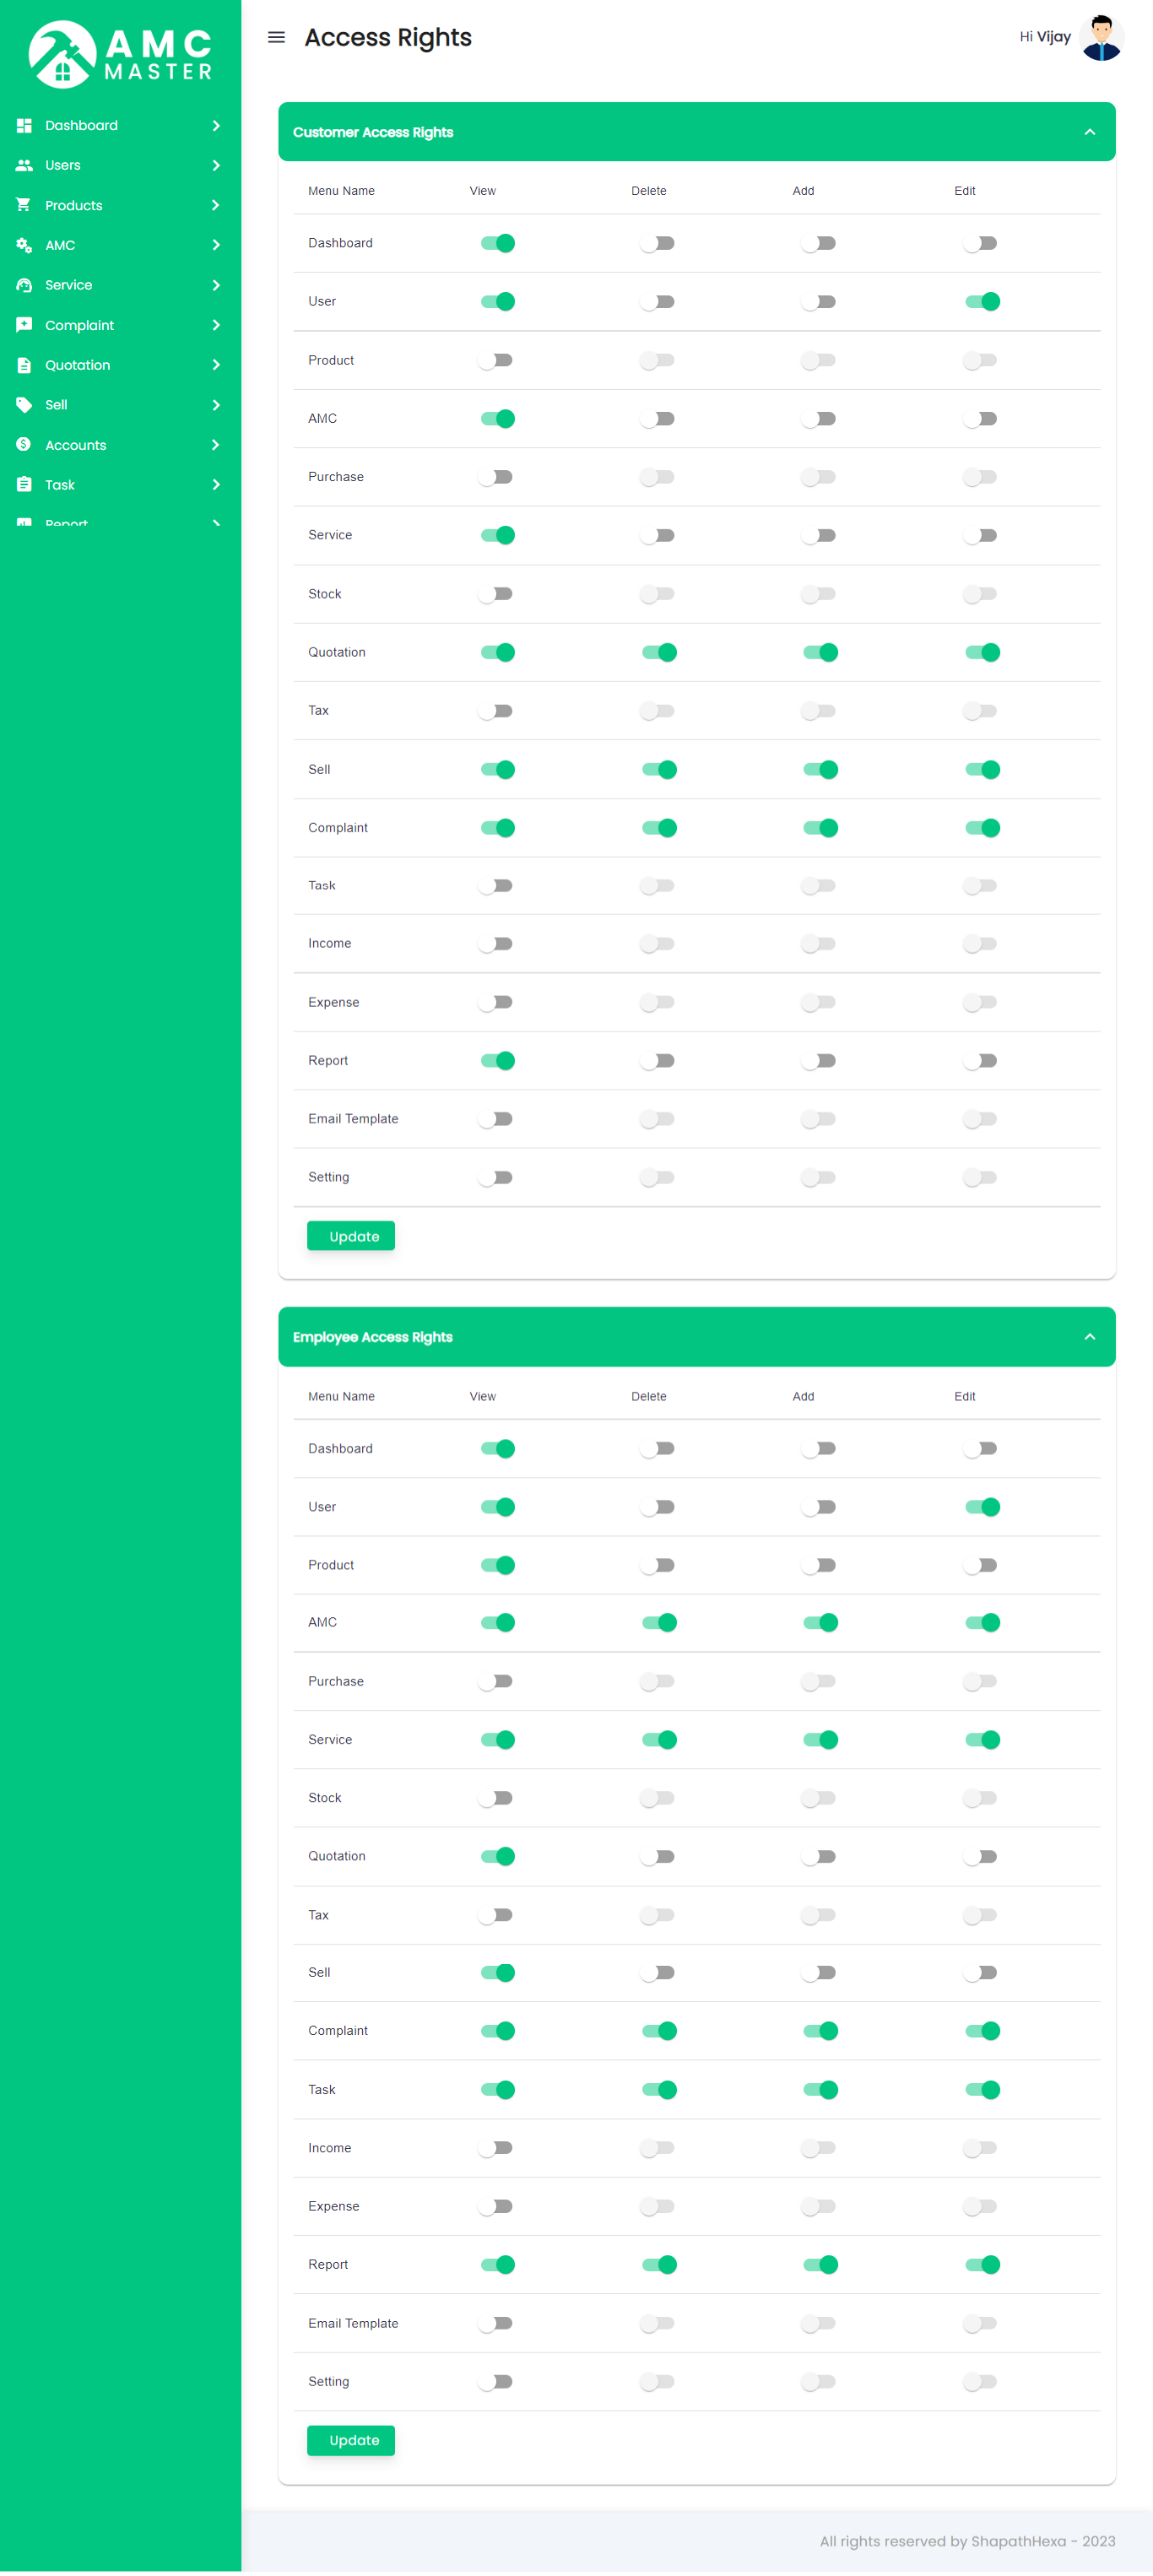 AMC
MASTER
Access Rights
Hi Vijay
Dashboard
Users
Products
AMC
Service
Complaint
Quotation
Sell
Accounts
Task
Report
Customer Access Rights
Menu Name View Delete Add Edit
Dashboard
User
Product
AMC
Purchase
Service
Stock
Quotation
Tax
Sell
Complaint
Task
Income
Expense
Report
Email Template
Setting
Update
Employee Access Rights
Menu Name View Delete Add Edit
Dashboard
User
Product
AMC
Purchase
Service
Stock
Quotation
Tax
Sell
Complaint
Task
Income
Expense
Report
Email Template
Setting
Update
All rights reserved by ShapathHexa - 2023